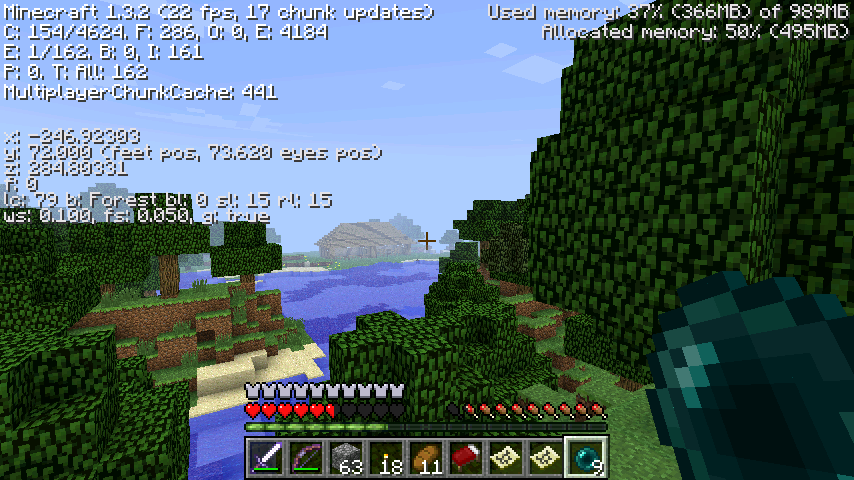 Minecraft 1.3.2 (22 fps, 17 chunk updates)
C: 154/4624, F: 286, O: 0, E: 4184
E: 1/162, B: 0, I: 161
P: 0, T: All: 162
MultiplayerChunkCache: 441
Used memory: 37% (366MB) of 989MB
Allocated memory: 50% (495MB)
x: -246.92303
y: 72.000 (feet pos, 73.620 eyes pos)
z: 284.89331
f: 0
lc: 79 b: Forest bl: 0 sl: 15 rl: 15
ws: 0.100, fs: 0.050, g: true
63 18 11 9